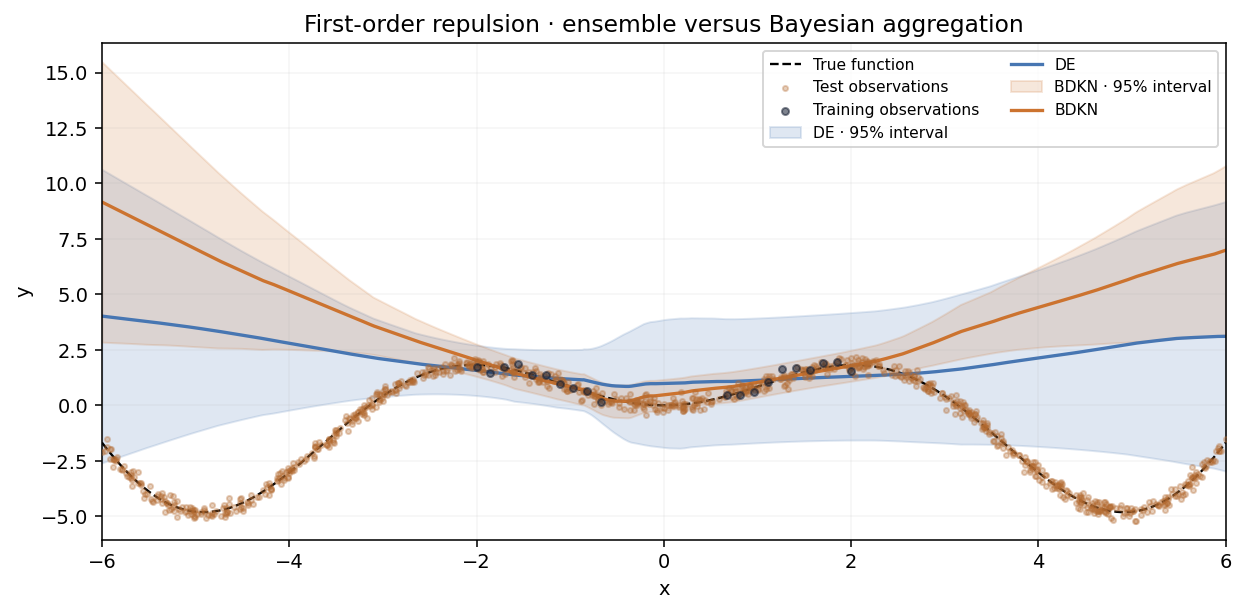 First-order repulsion · ensemble versus Bayesian aggregation
True function
Test observations
Training observations
DE · 95% interval
DE
BDKN · 95% interval
BDKN
y
15.0
12.5
10.0
7.5
5.0
2.5
0.0
−2.5
−5.0
−6 −4 −2 0 2 4 6
x